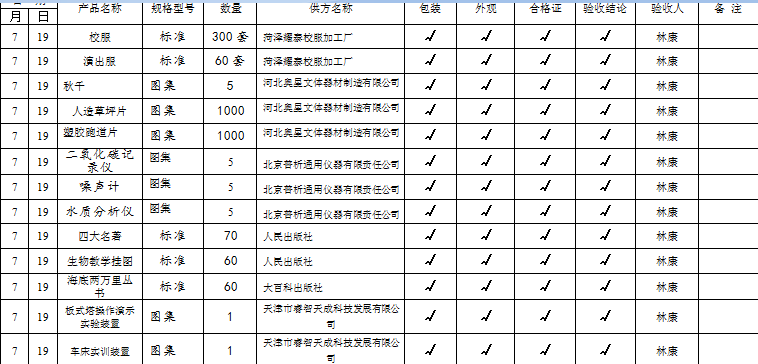 月 日 产品名称 规格型号 数量 供方名称 包装 外观 合格证 验收结论 验收人 备 注
7 19 校服 标准 300套 菏泽耀泰校服加工厂 √ √ √ √ 林康
7 19 演出服 标准 60套 菏泽耀泰校服加工厂 √ √ √ √ 林康
7 19 秋千 图集 5 河北奥星文体器材制造有限公司 √ √ √ √ 林康
7 19 人造草坪片 图集 1000 河北奥星文体器材制造有限公司 √ √ √ √ 林康
7 19 塑胶跑道片 图集 1000 河北奥星文体器材制造有限公司 √ √ √ √ 林康
7 19 二氧化碳记录仪 图集 5 北京普析通用仪器有限责任公司 √ √ √ √ 林康
7 19 噪声计 图集 5 北京普析通用仪器有限责任公司 √ √ √ √ 林康
7 19 水质分析仪 图集 5 北京普析通用仪器有限责任公司 √ √ √ √ 林康
7 19 四大名著 标准 70 人民出版社 √ √ √ √ 林康
7 19 生物教学挂图 标准 60 人民出版社 √ √ √ √ 林康
7 19 海底两万里丛书 标准 60 大百科出版社 √ √ √ √ 林康
7 19 板式塔操作演示实验装置 图集 1 天津市睿智天成科技发展有限公司 √ √ √ √ 林康
7 19 车床实训装置 图集 1 天津市睿智天成科技发展有限公司 √ √ √ √ 林康